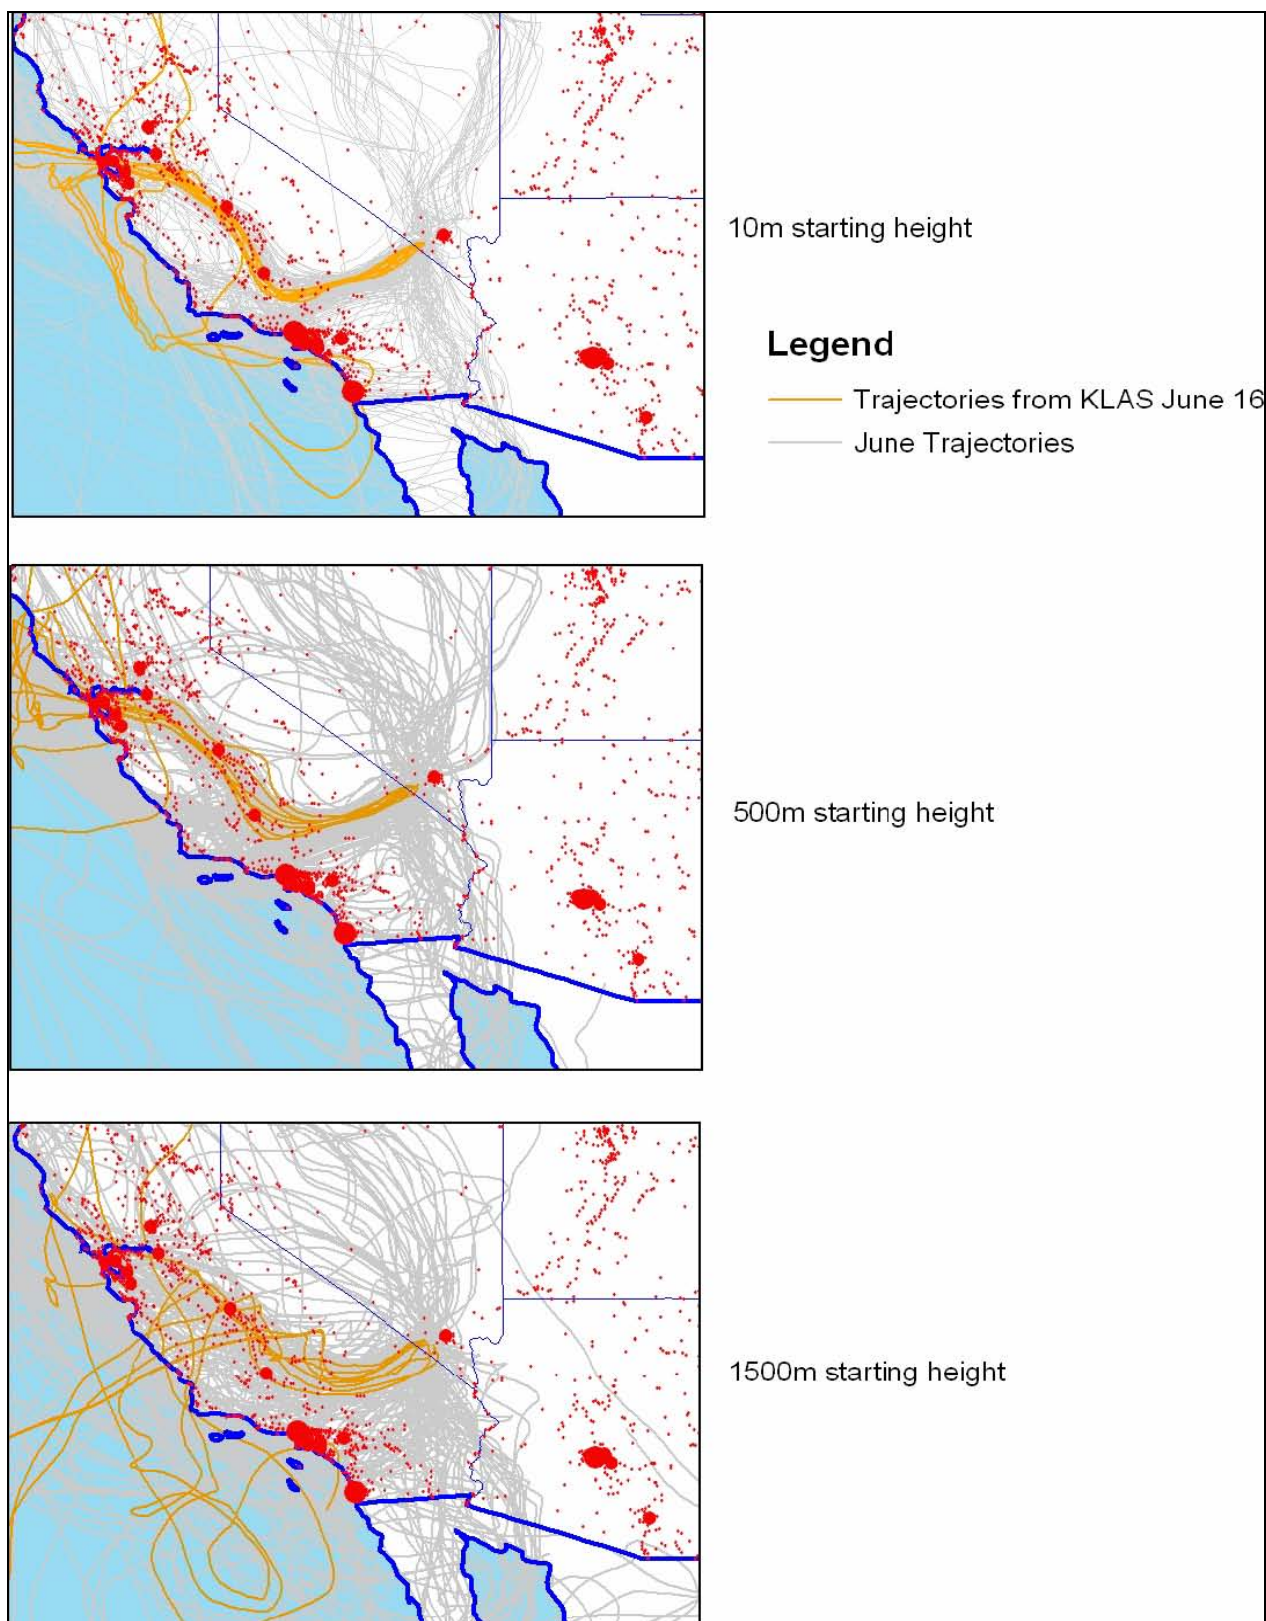 10m starting height
Legend
Trajectories from KLAS June 16
June Trajectories
500m starting height
1500m starting height